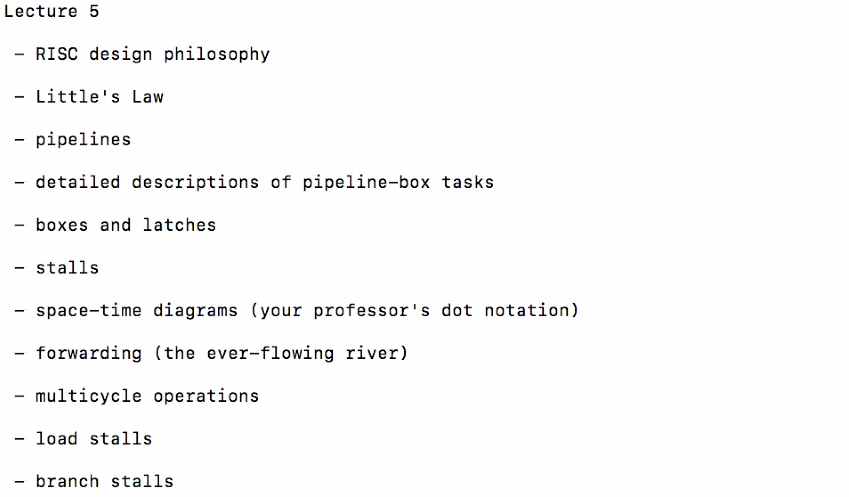 Lecture 5
- RISC design philosophy
- Little's Law
- pipelines
- detailed descriptions of pipeline-box tasks
- boxes and latches
- stalls
- space-time diagrams (your professor's dot notation)
- forwarding (the ever-flowing river)
- multicycle operations
- load stalls
- branch stalls